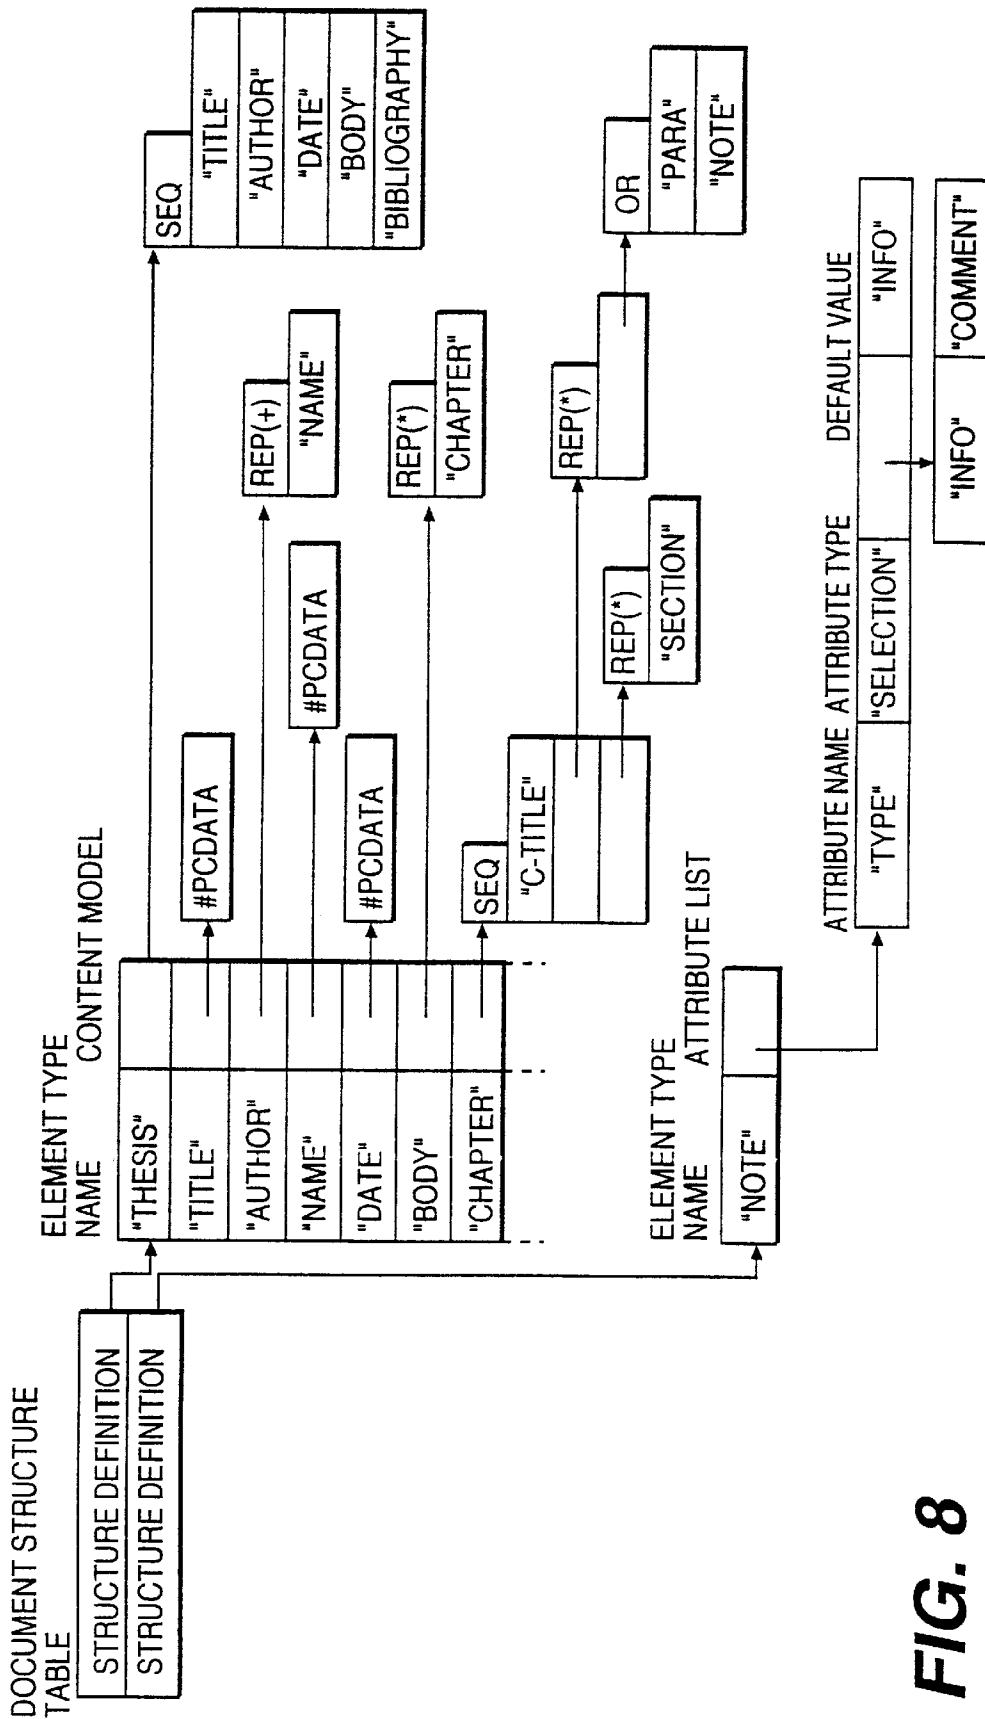 DOCUMENT STRUCTURE
TABLE
STRUCTURE DEFINITION
STRUCTURE DEFINITION
ELEMENT TYPE
NAME
CONTENT MODEL
"THESIS"
"TITLE"
"AUTHOR"
"NAME"
"DATE"
"BODY"
"CHAPTER"
SEQ
"TITLE"
"AUTHOR"
"DATE"
"BODY"
"BIBLIOGRAPHY"
#PCDATA
REP(+)
"NAME"
#PCDATA
#PCDATA
REP(*)
"CHAPTER"
SEQ
"C-TITLE"
REP(*)
OR
"PARA"
"NOTE"
REP(*)
"SECTION"
ELEMENT TYPE
NAME
ATTRIBUTE LIST
"NOTE"
ATTRIBUTE NAME ATTRIBUTE TYPE DEFAULT VALUE
"TYPE" "SELECTION" "INFO"
"INFO" "COMMENT"
FIG. 8